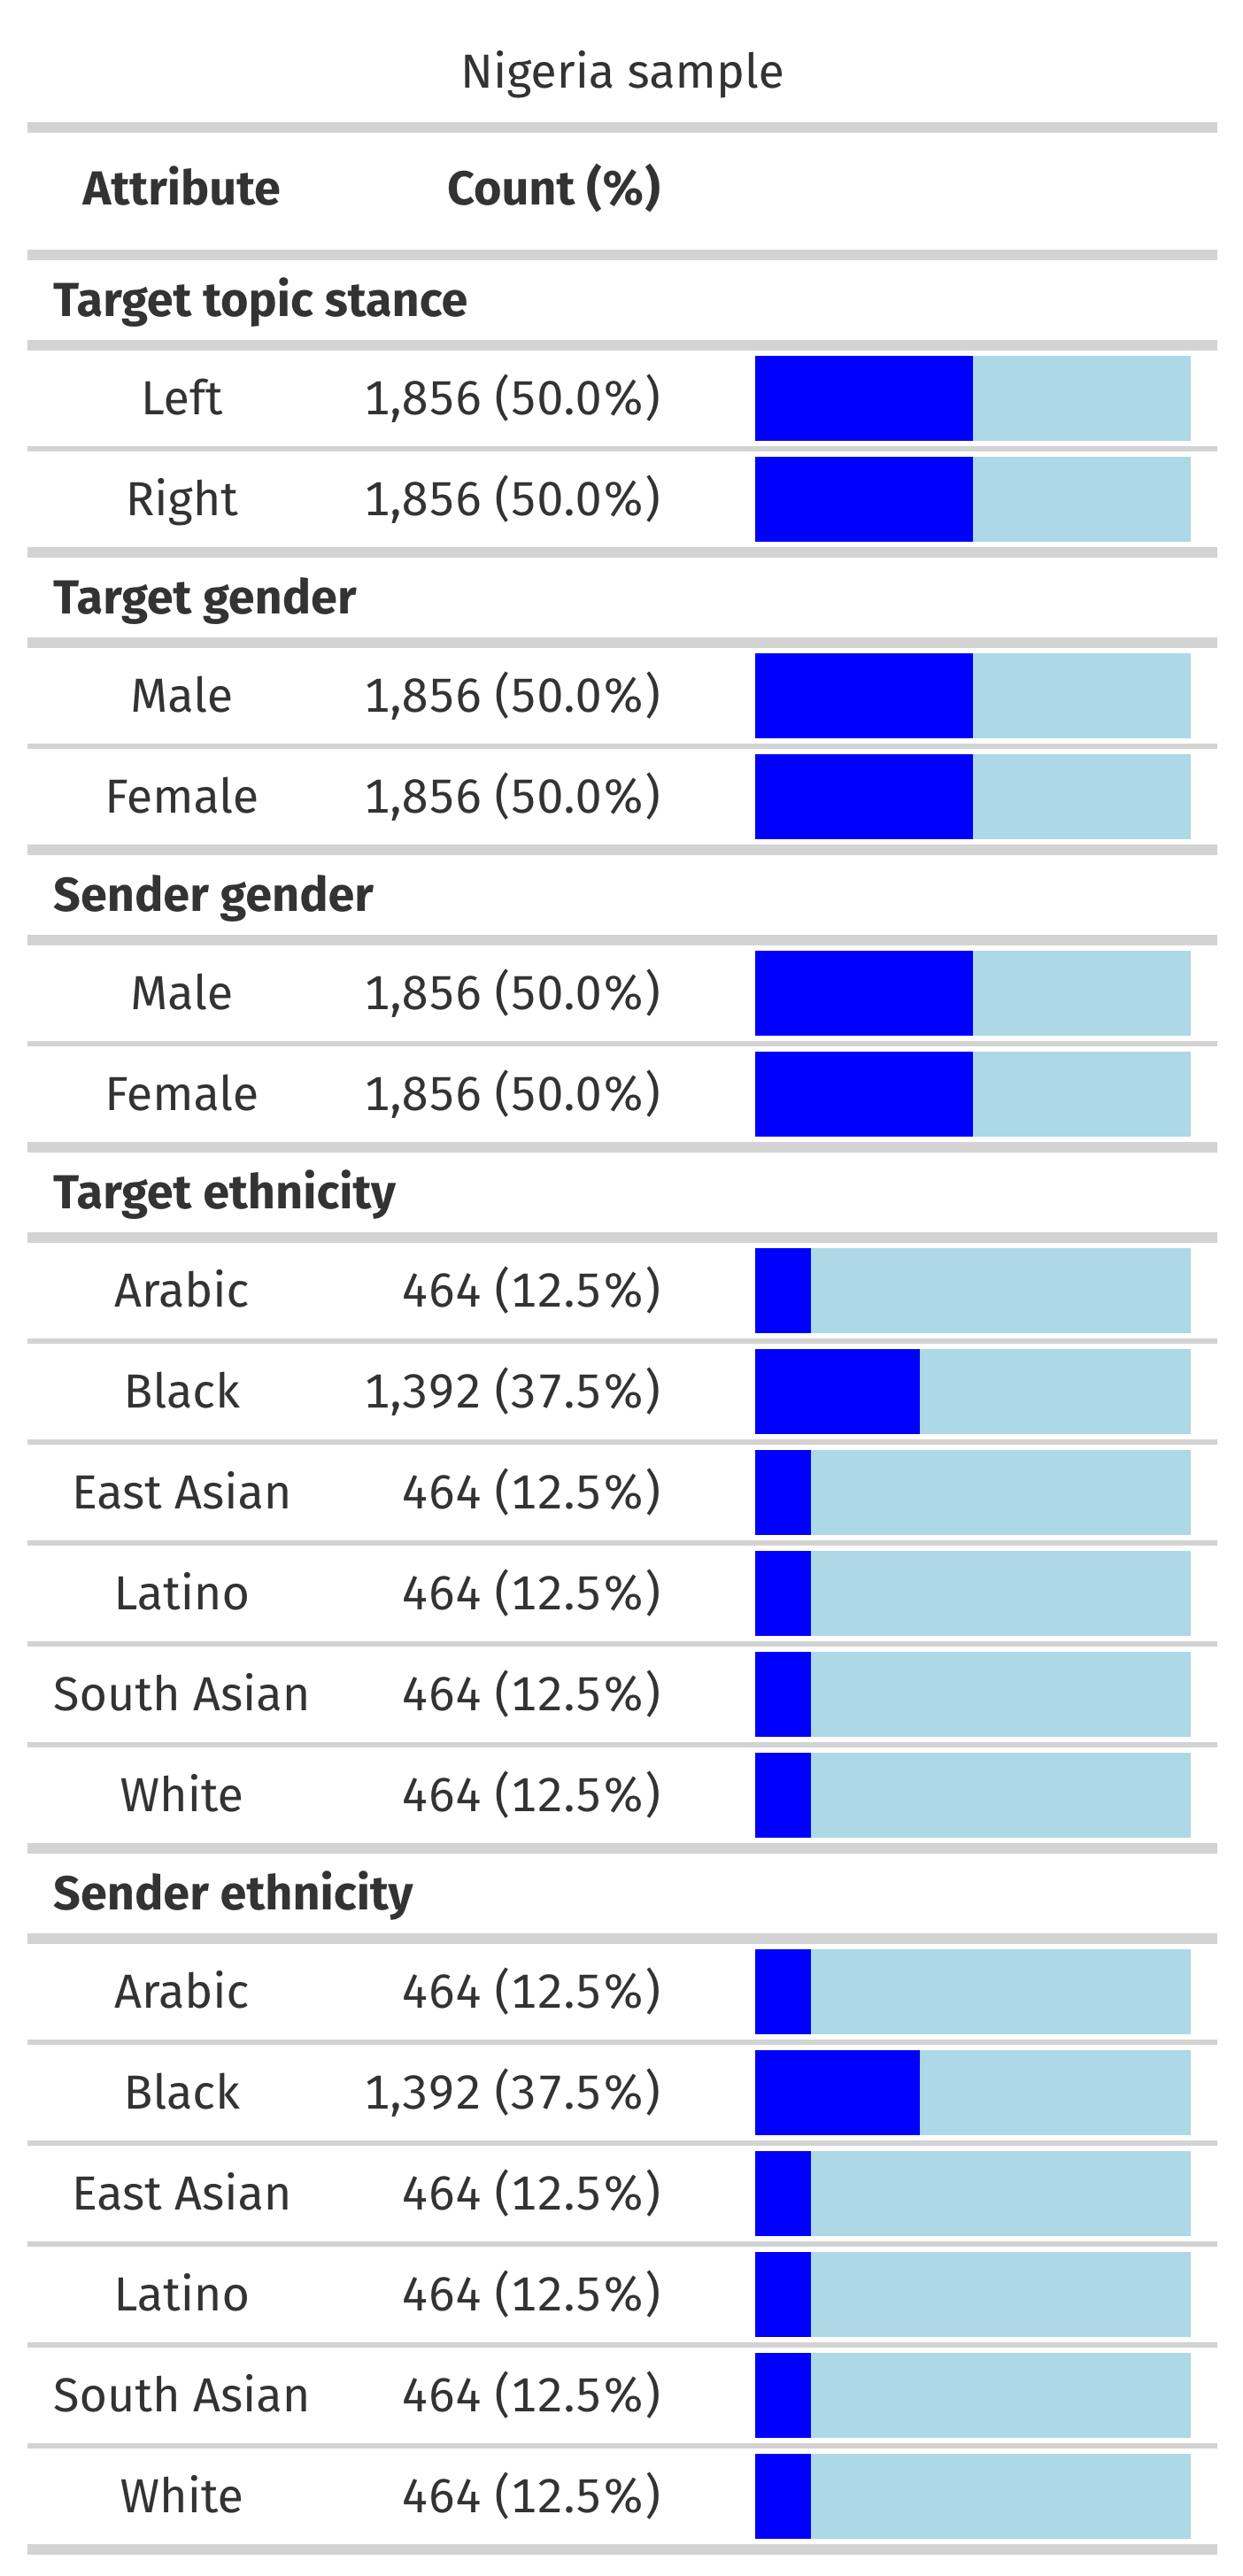 Nigeria sample
Attribute Count (%)
Target topic stance
Left 1,856 (50.0%)
Right 1,856 (50.0%)
Target gender
Male 1,856 (50.0%)
Female 1,856 (50.0%)
Sender gender
Male 1,856 (50.0%)
Female 1,856 (50.0%)
Target ethnicity
Arabic 464 (12.5%)
Black 1,392 (37.5%)
East Asian 464 (12.5%)
Latino 464 (12.5%)
South Asian 464 (12.5%)
White 464 (12.5%)
Sender ethnicity
Arabic 464 (12.5%)
Black 1,392 (37.5%)
East Asian 464 (12.5%)
Latino 464 (12.5%)
South Asian 464 (12.5%)
White 464 (12.5%)